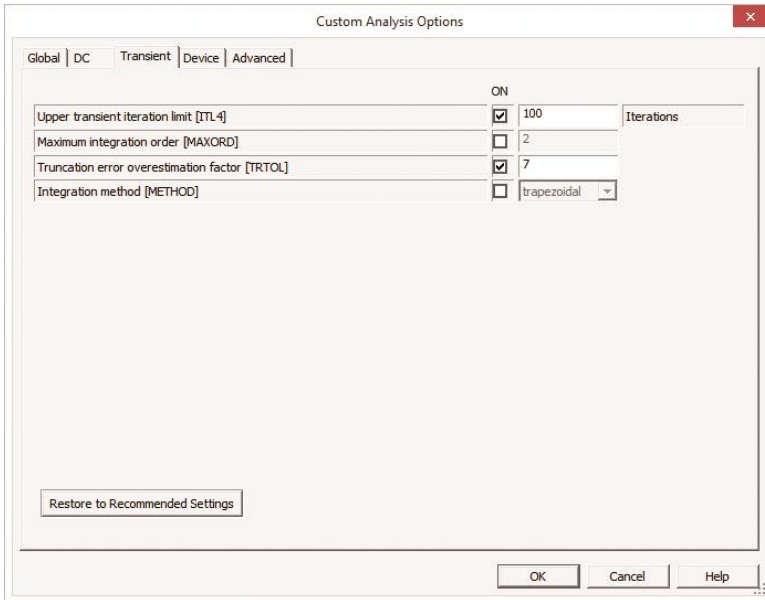 Custom Analysis Options
Global DC Transient Device Advanced
ON
Upper transient iteration limit [ITL4] 100 Iterations
Maximum integration order [MAXORD] 2
Truncation error overestimation factor [TRTOL] 7
Integration method [METHOD] trapezoidal
Restore to Recommended Settings
OK Cancel Help